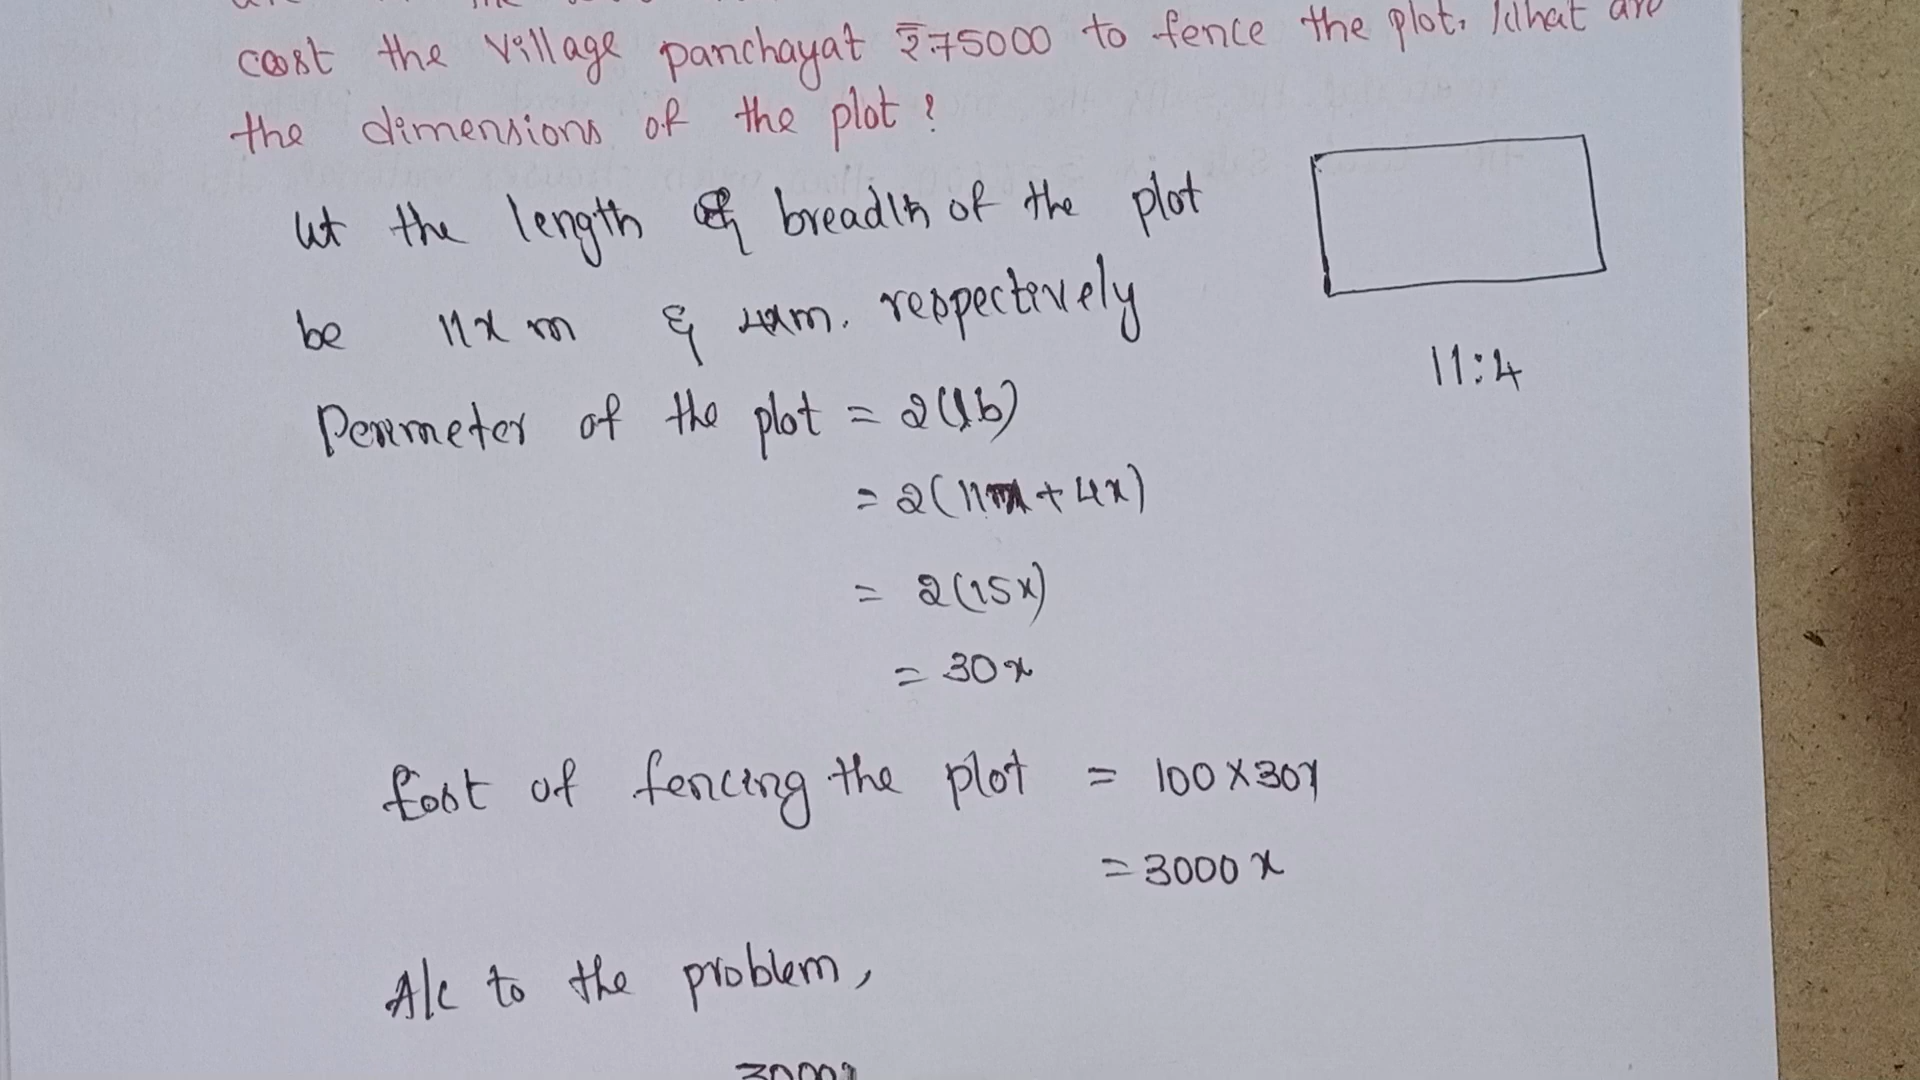 cost the village panchayat ₹75000 to fence the plot. What are
the dimensions of the plot?
let the length & breadth of the plot
be 11x m & 4xm. respectively
11:4
Perimeter of the plot = 2(lb)
= 2(11x + 4x)
= 2(15x)
= 30x
Cost of fencing the plot = 100 X 30x
= 3000 x
A/c to the problem,
3000x